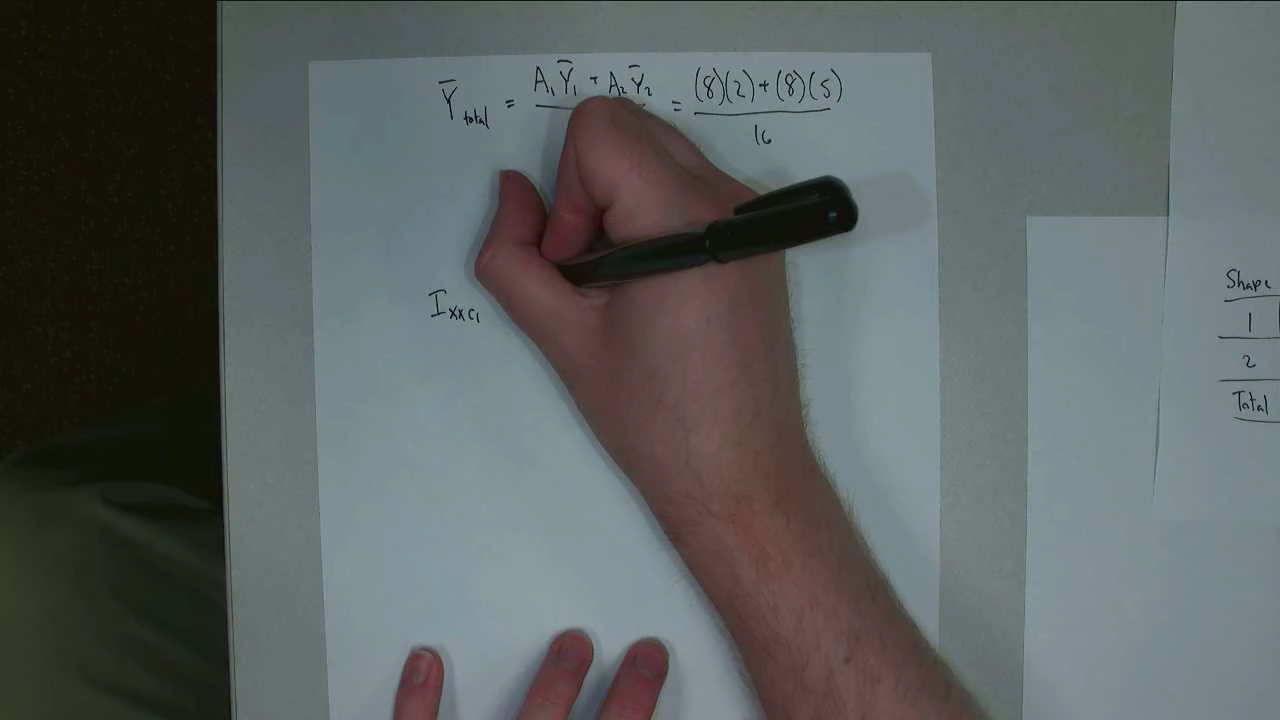 Ȳtotal = A₁Ȳ₁ + A₂Ȳ₂ = (8)(2) + (8)(5)
16
Ixxc₁
Shape
1
2
Total